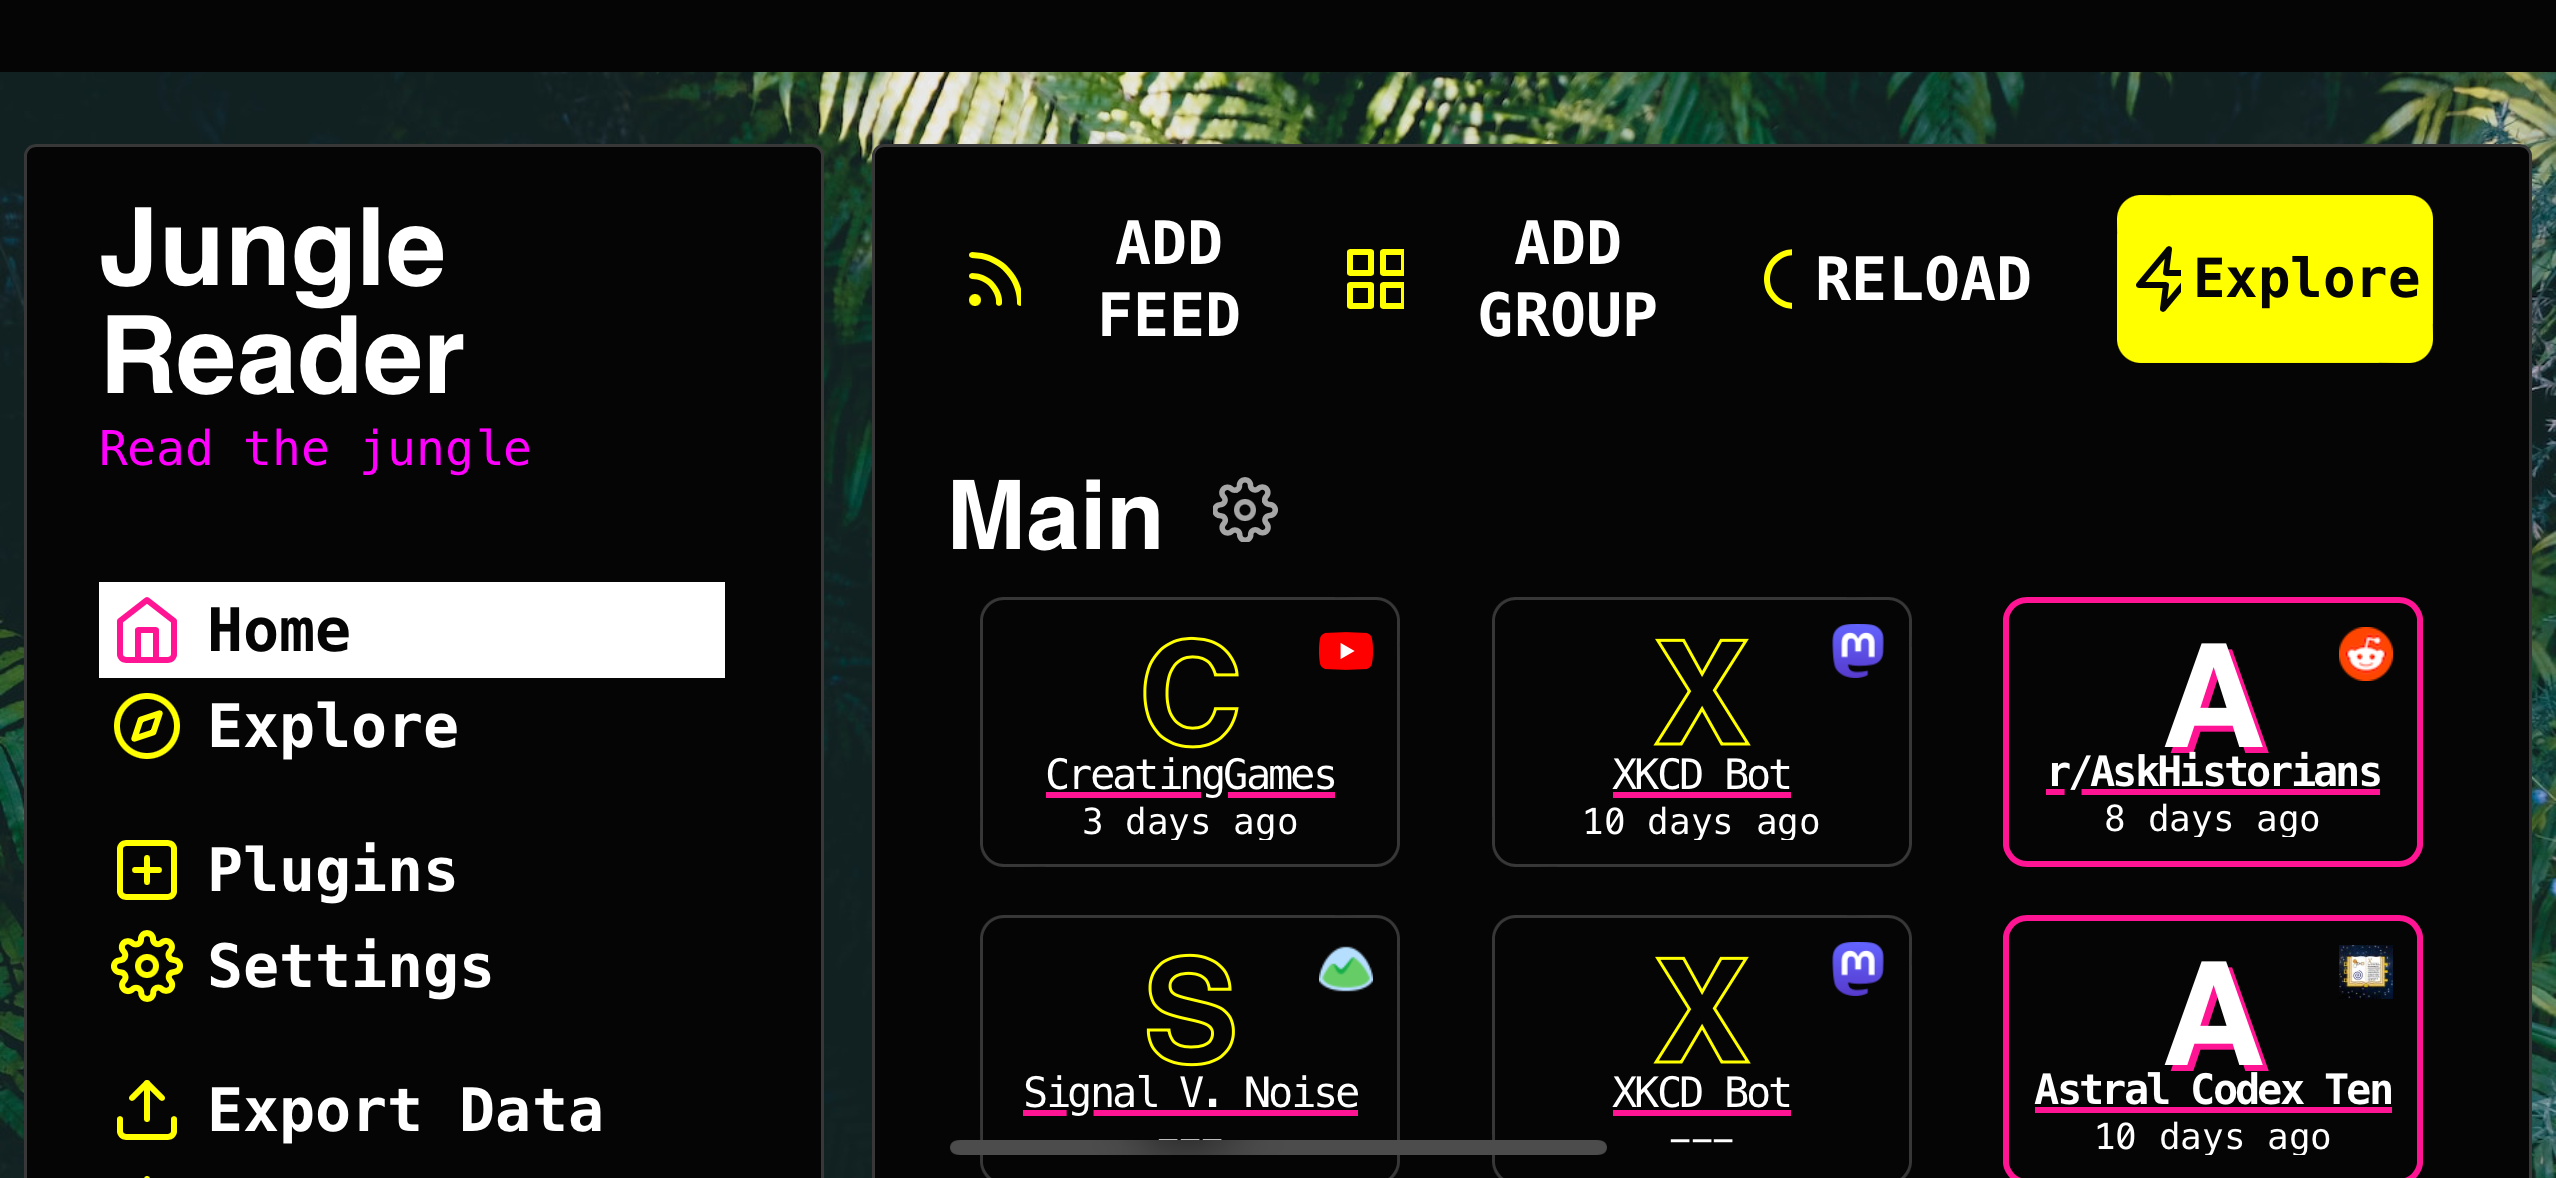 Jungle
Reader
Read the jungle
Home
Explore
Plugins
Settings
Export Data
ADD
FEED
ADD
GROUP
RELOAD
Explore
Main
C
CreatingGames
3 days ago
X
XKCD Bot
10 days ago
A
r/AskHistorians
8 days ago
S
Signal V. Noise
---
X
XKCD Bot
---
A
Astral Codex Ten
10 days ago